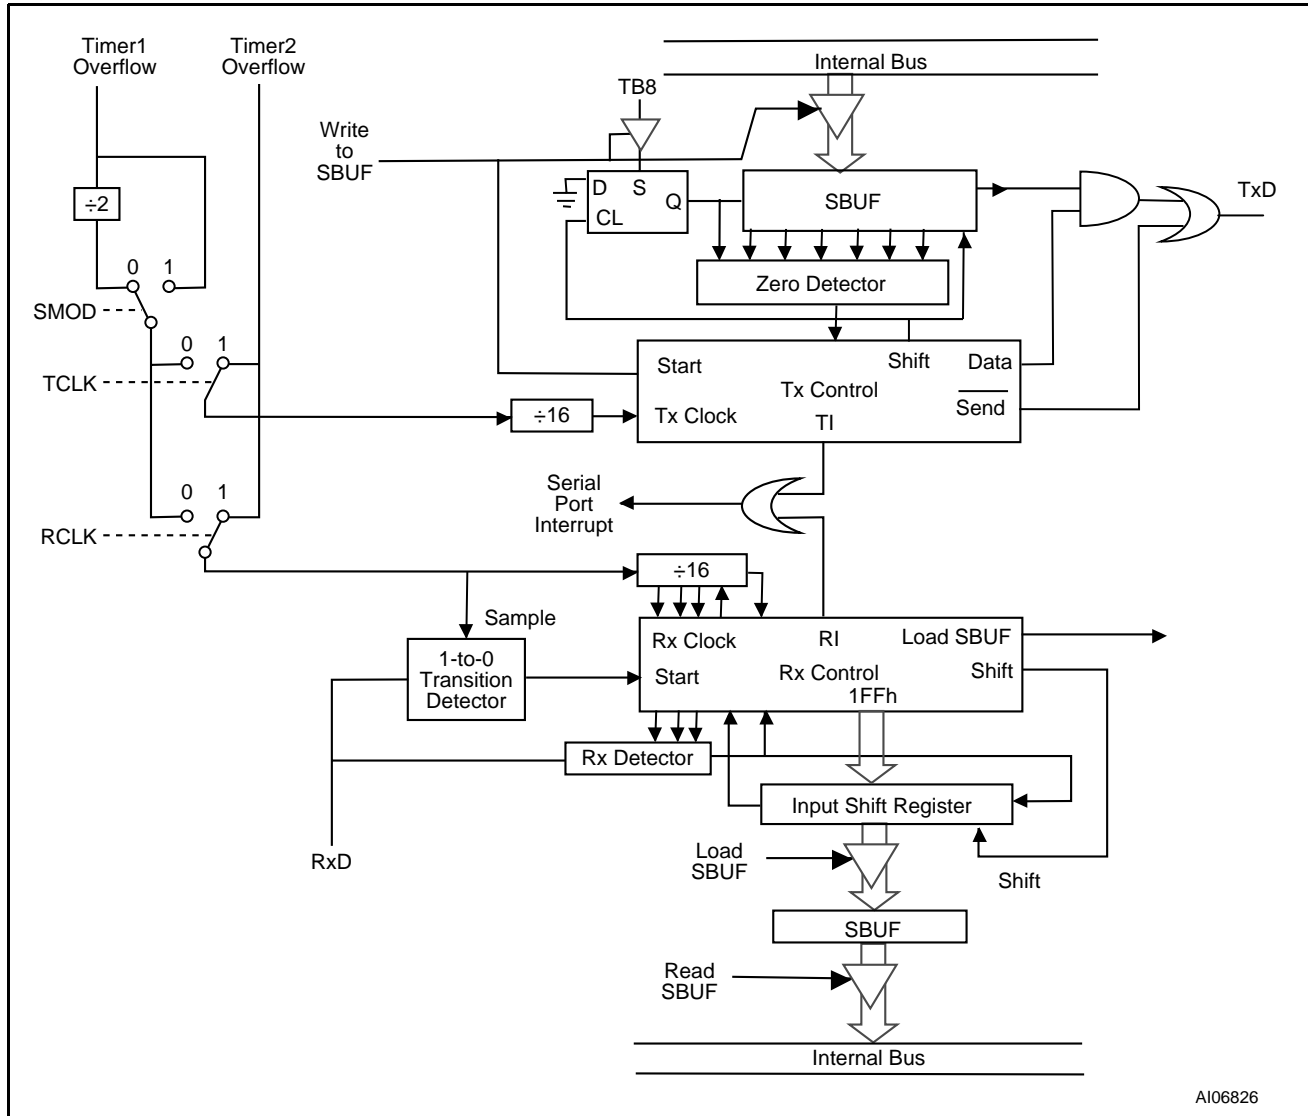 Timer1
Overflow
Timer2
Overflow
Internal Bus
TB8
Write
to
SBUF
D
S
CL
Q
SBUF
TxD
÷2
0
1
Zero Detector
SMOD
0
1
TCLK
Start
Shift
Data
Tx Control
Send
Tx Clock
TI
÷16
Serial
Port
Interrupt
0
1
RCLK
÷16
Sample
1-to-0
Transition
Detector
Rx Clock
RI
Load SBUF
Start
Rx Control
Shift
1FFh
Rx Detector
Input Shift Register
RxD
Load
SBUF
Shift
SBUF
Read
SBUF
Internal Bus
AI06826